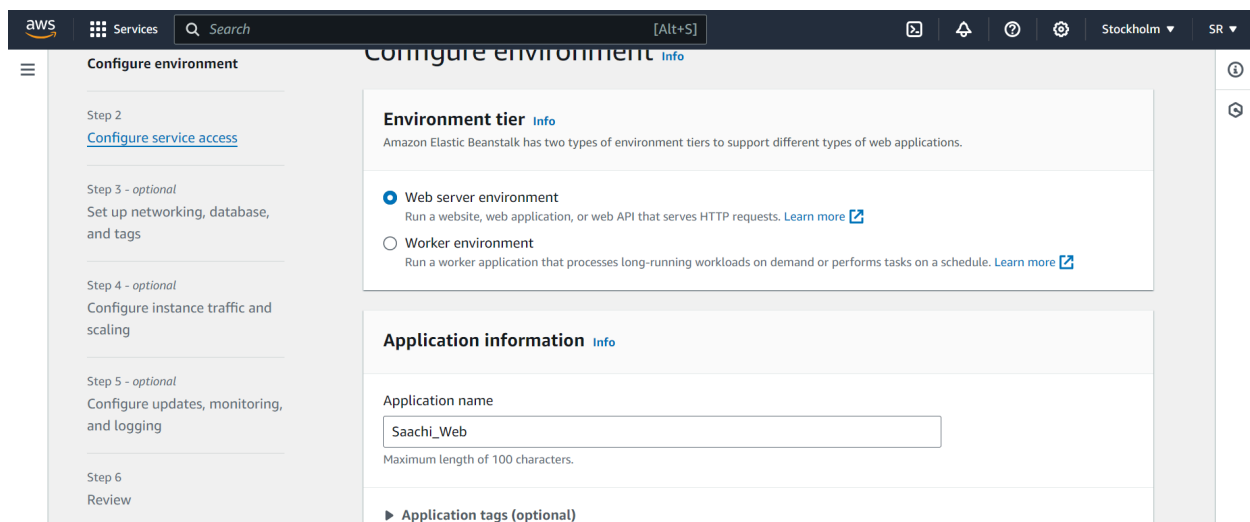 aws
Services
Search
[Alt+S]
Stockholm
SR
Configure environment
Step 2
Configure service access
Step 3 - optional
Set up networking, database,
and tags
Step 4 - optional
Configure instance traffic and
scaling
Step 5 - optional
Configure updates, monitoring,
and logging
Step 6
Review
Configure environment Info
Environment tier Info
Amazon Elastic Beanstalk has two types of environment tiers to support different types of web applications.
Web server environment
Run a website, web application, or web API that serves HTTP requests. Learn more
Worker environment
Run a worker application that processes long-running workloads on demand or performs tasks on a schedule. Learn more
Application information Info
Application name
Saachi_Web
Maximum length of 100 characters.
Application tags (optional)